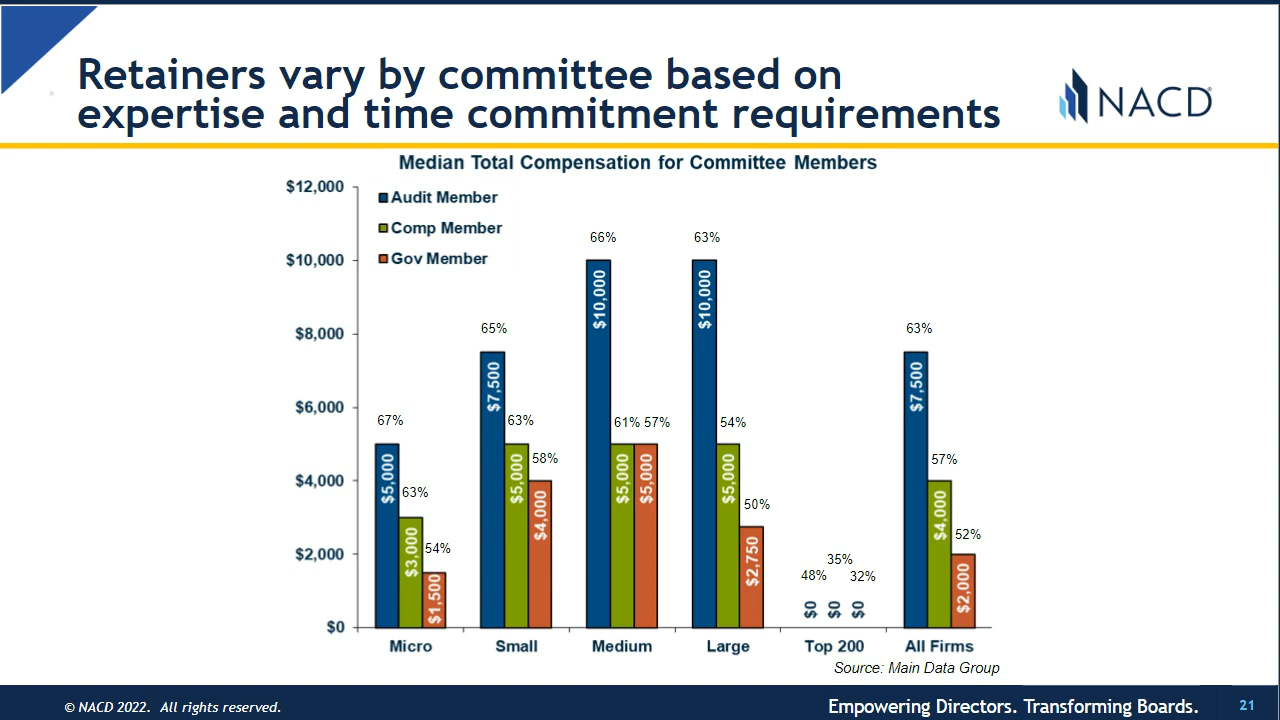 Retainers vary by committee based on
expertise and time commitment requirements
NACD
Median Total Compensation for Committee Members
$12,000
$10,000
$8,000
$6,000
$4,000
$2,000
$0
Audit Member
Comp Member
Gov Member
67%
63%
54%
$5,000
$3,000
$1,500
65%
63%
58%
$7,500
$5,000
$4,000
66%
61% 57%
$10,000
$5,000
$5,000
63%
54%
50%
$10,000
$5,000
$2,750
48%
35%
32%
$0
$0
$0
63%
57%
52%
$7,500
$4,000
$2,000
Micro
Small
Medium
Large
Top 200
All Firms
Source: Main Data Group
© NACD 2022. All rights reserved.
Empowering Directors. Transforming Boards.
21